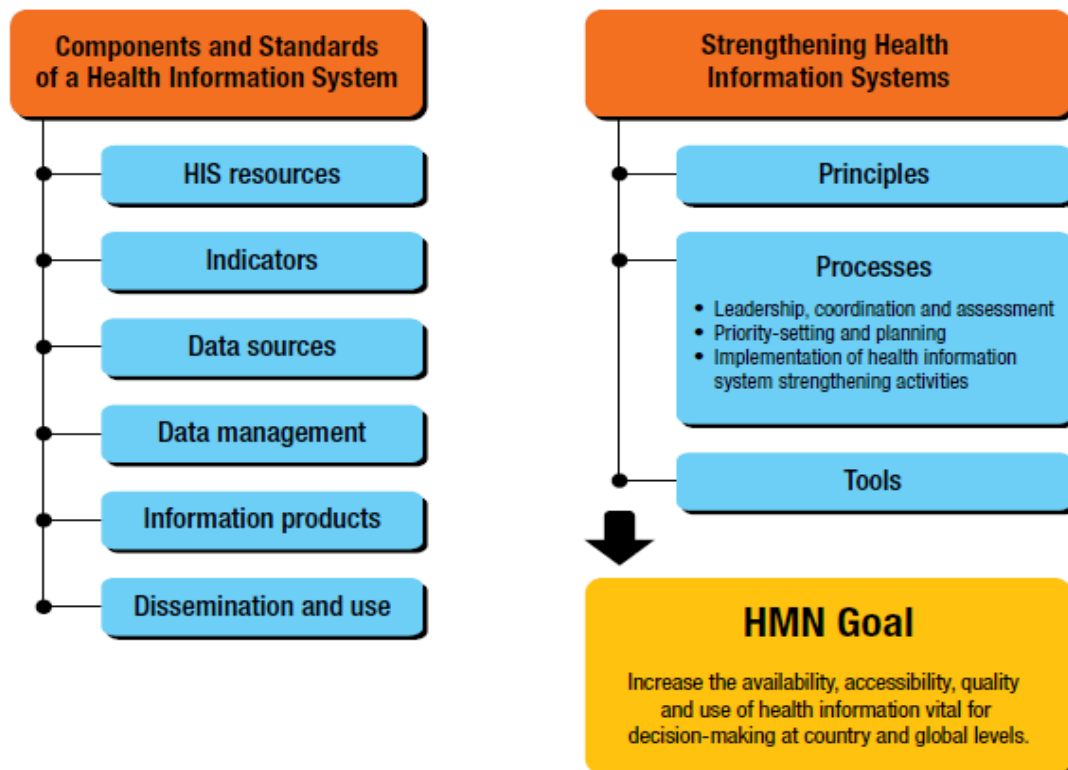 Components and Standards
of a Health Information System
HIS resources
Indicators
Data sources
Data management
Information products
Dissemination and use
Strengthening Health
Information Systems
Principles
Processes
• Leadership, coordination and assessment
• Priority-setting and planning
• Implementation of health information
system strengthening activities
Tools
HMN Goal
Increase the availability, accessibility, quality
and use of health information vital for
decision-making at country and global levels.